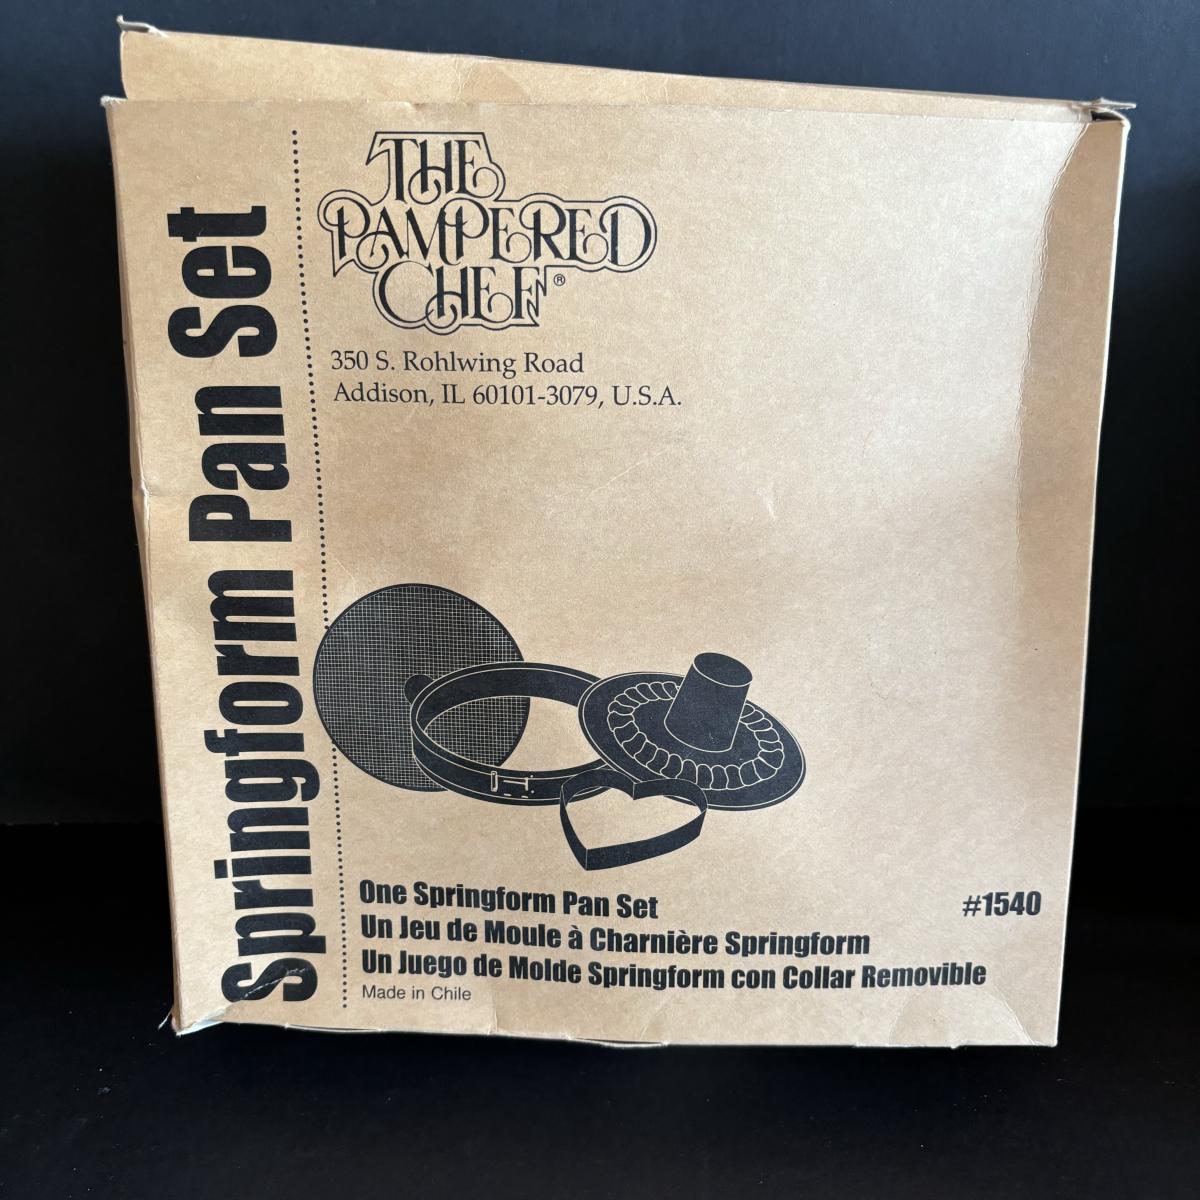 Springform Pan Set
THE
PAMPERED
CHEF®
350 S. Rohlwing Road
Addison, IL 60101-3079, U.S.A.
One Springform Pan Set
#1540
Un Jeu de Moule à Charnière Springform
Un Juego de Molde Springform con Collar Removible
Made in Chile